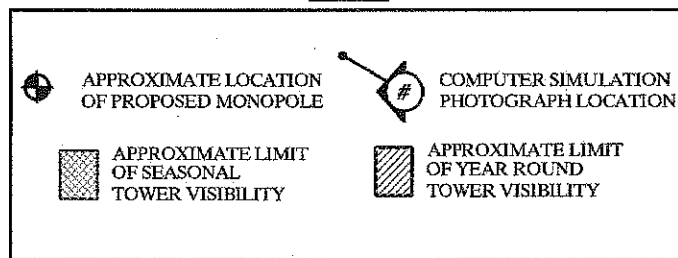 APPROXIMATE LOCATION
OF PROPOSED MONOPOLE
#
COMPUTER SIMULATION
PHOTOGRAPH LOCATION
APPROXIMATE LIMIT
OF SEASONAL
TOWER VISIBILITY
APPROXIMATE LIMIT
OF YEAR ROUND
TOWER VISIBILITY